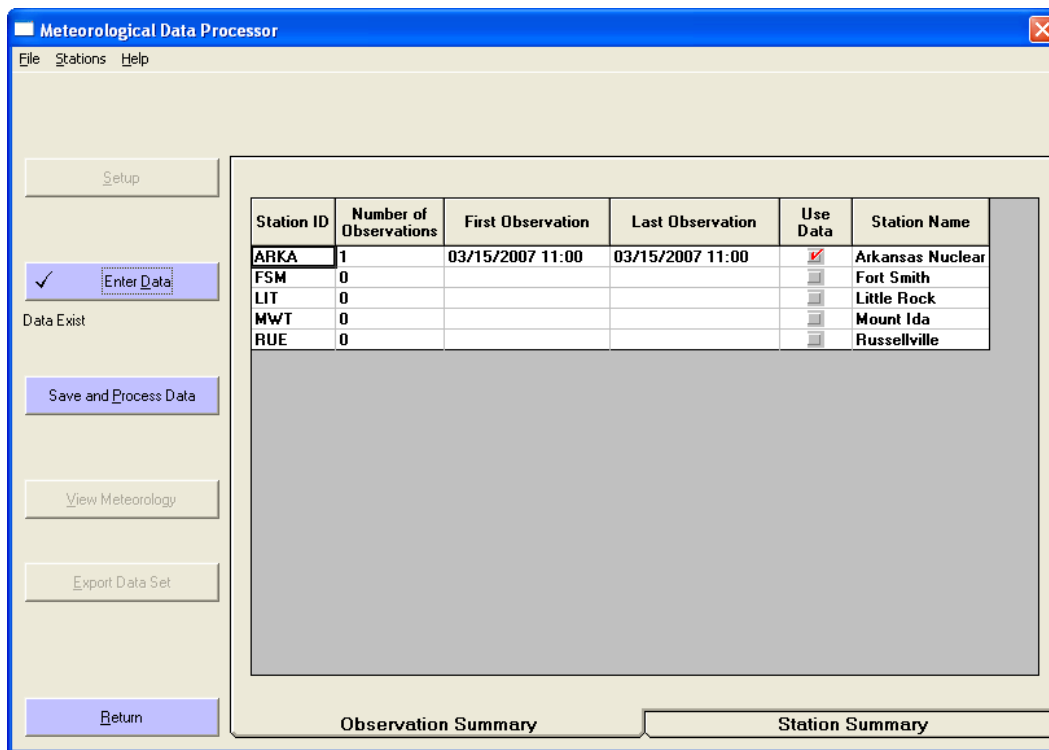 Meteorological Data Processor
File Stations Help
Setup
Enter Data
Data Exist
Save and Process Data
View Meteorology
Export Data Set
Return
Station ID Number of Observations First Observation Last Observation Use Data Station Name
ARKA 1 03/15/2007 11:00 03/15/2007 11:00 Arkansas Nuclear
FSM 0 Fort Smith
LIT 0 Little Rock
MWT 0 Mount Ida
RUE 0 Russellville
Observation Summary Station Summary